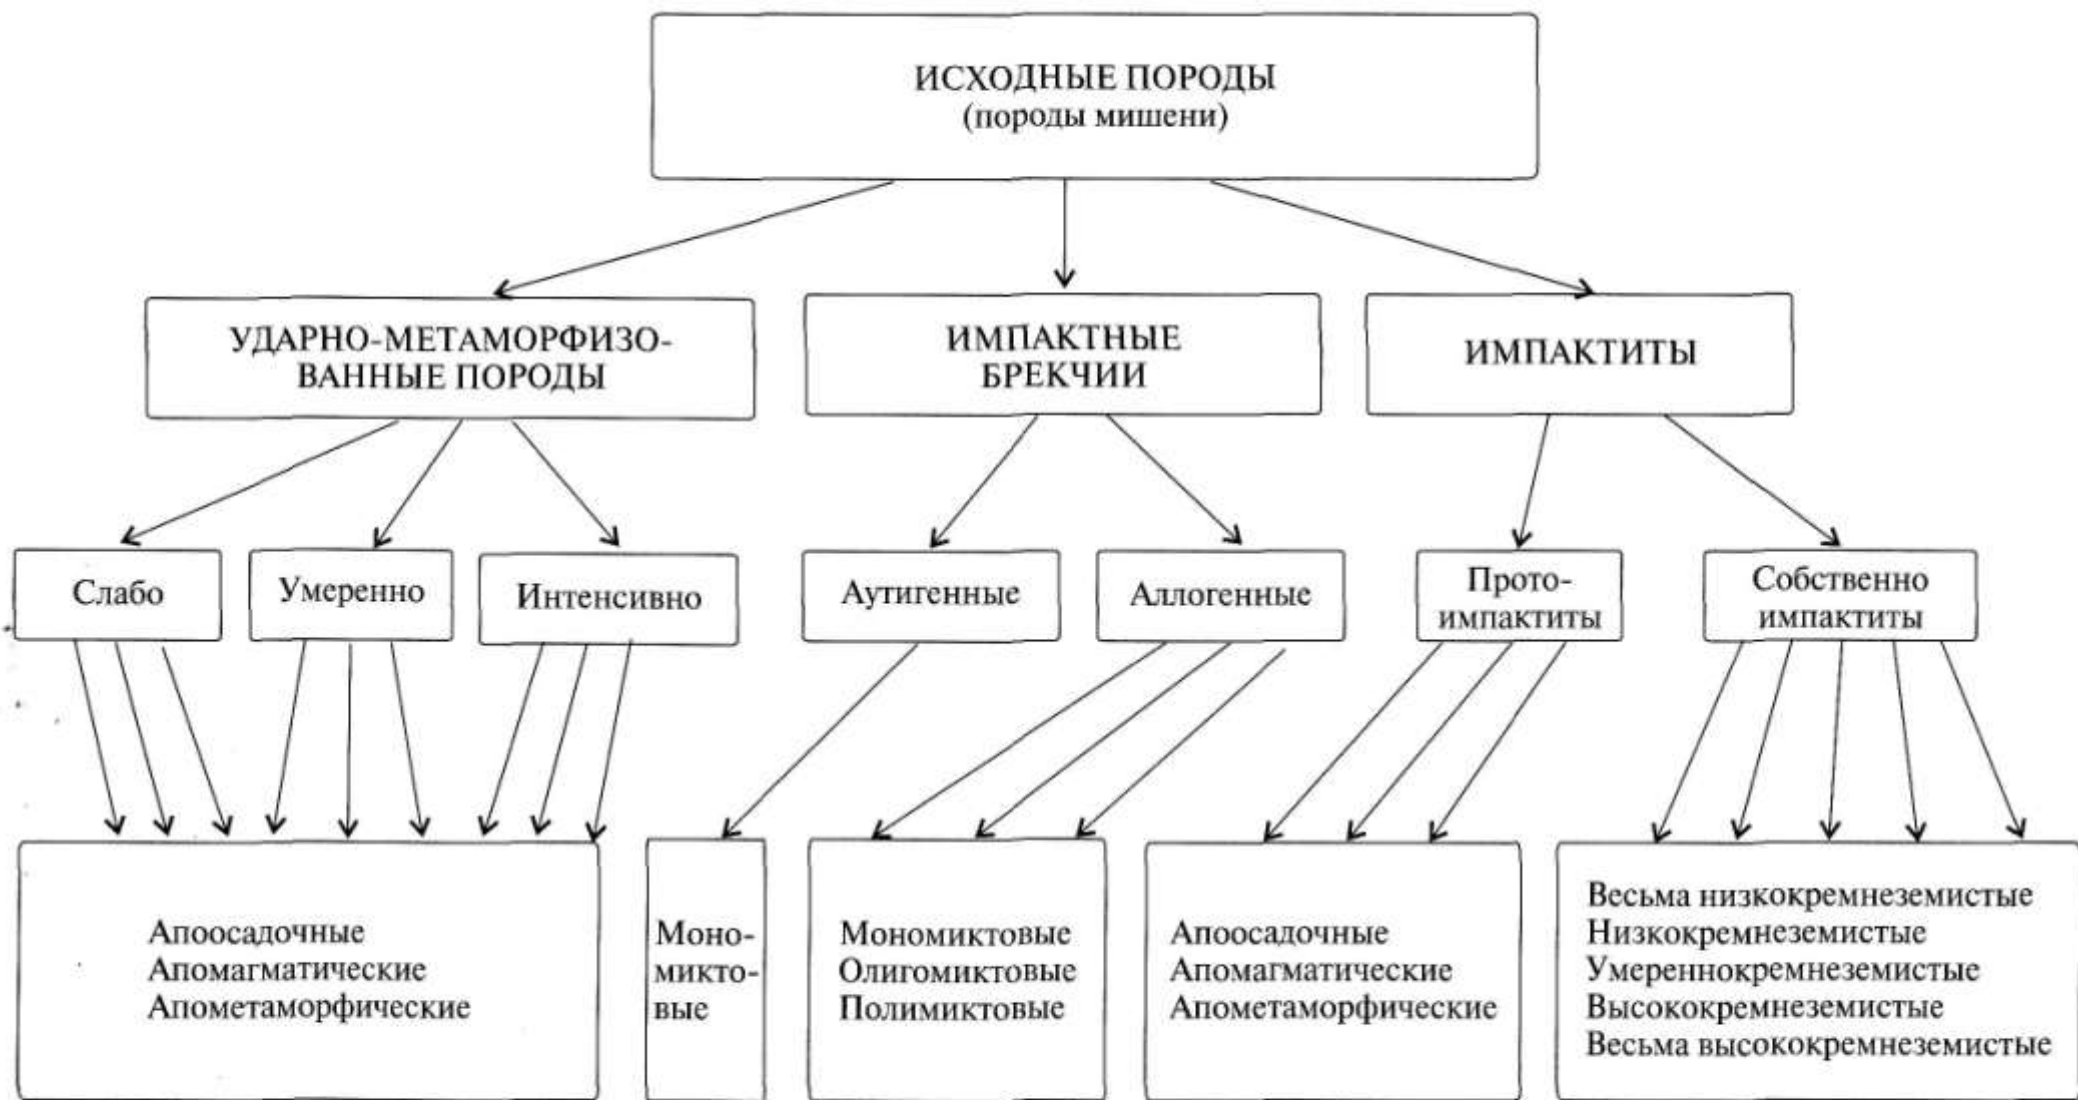 ИСХОДНЫЕ ПОРОДЫ
(породы мишени)
УДАРНО-МЕТАМОРФИЗО-
ВАННЫЕ ПОРОДЫ
ИМПАКТНЫЕ
БРЕКЧИИ
ИМПАКТИТЫ
Слабо
Умеренно
Интенсивно
Аутигенные
Аллогенные
Прото-
импактиты
Собственно
импактиты
Апоосадочные
Апомагматические
Апометаморфические
Моно-
микто-
вые
Мономиктовые
Олигомиктовые
Полимиктовые
Апоосадочные
Апомагматические
Апометаморфические
Весьма низкокремнеземистые
Низкокремнеземистые
Умереннокремнеземистые
Высококремнеземистые
Весьма высококремнеземистые